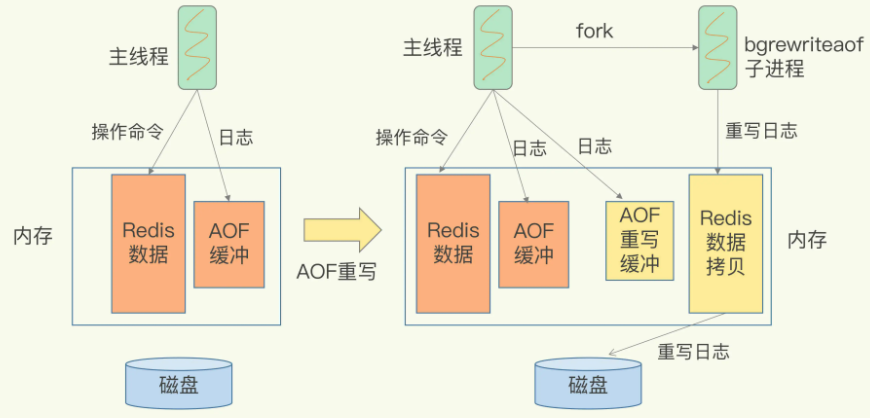 主线程
操作命令
日志
内存
Redis
数据
AOF
缓冲
磁盘
AOF重写
主线程
fork
bgrewriteaof
子进程
操作命令
日志
日志
重写日志
Redis
数据
AOF
缓冲
AOF
重写
缓冲
Redis
数据
拷贝
内存
重写日志
磁盘